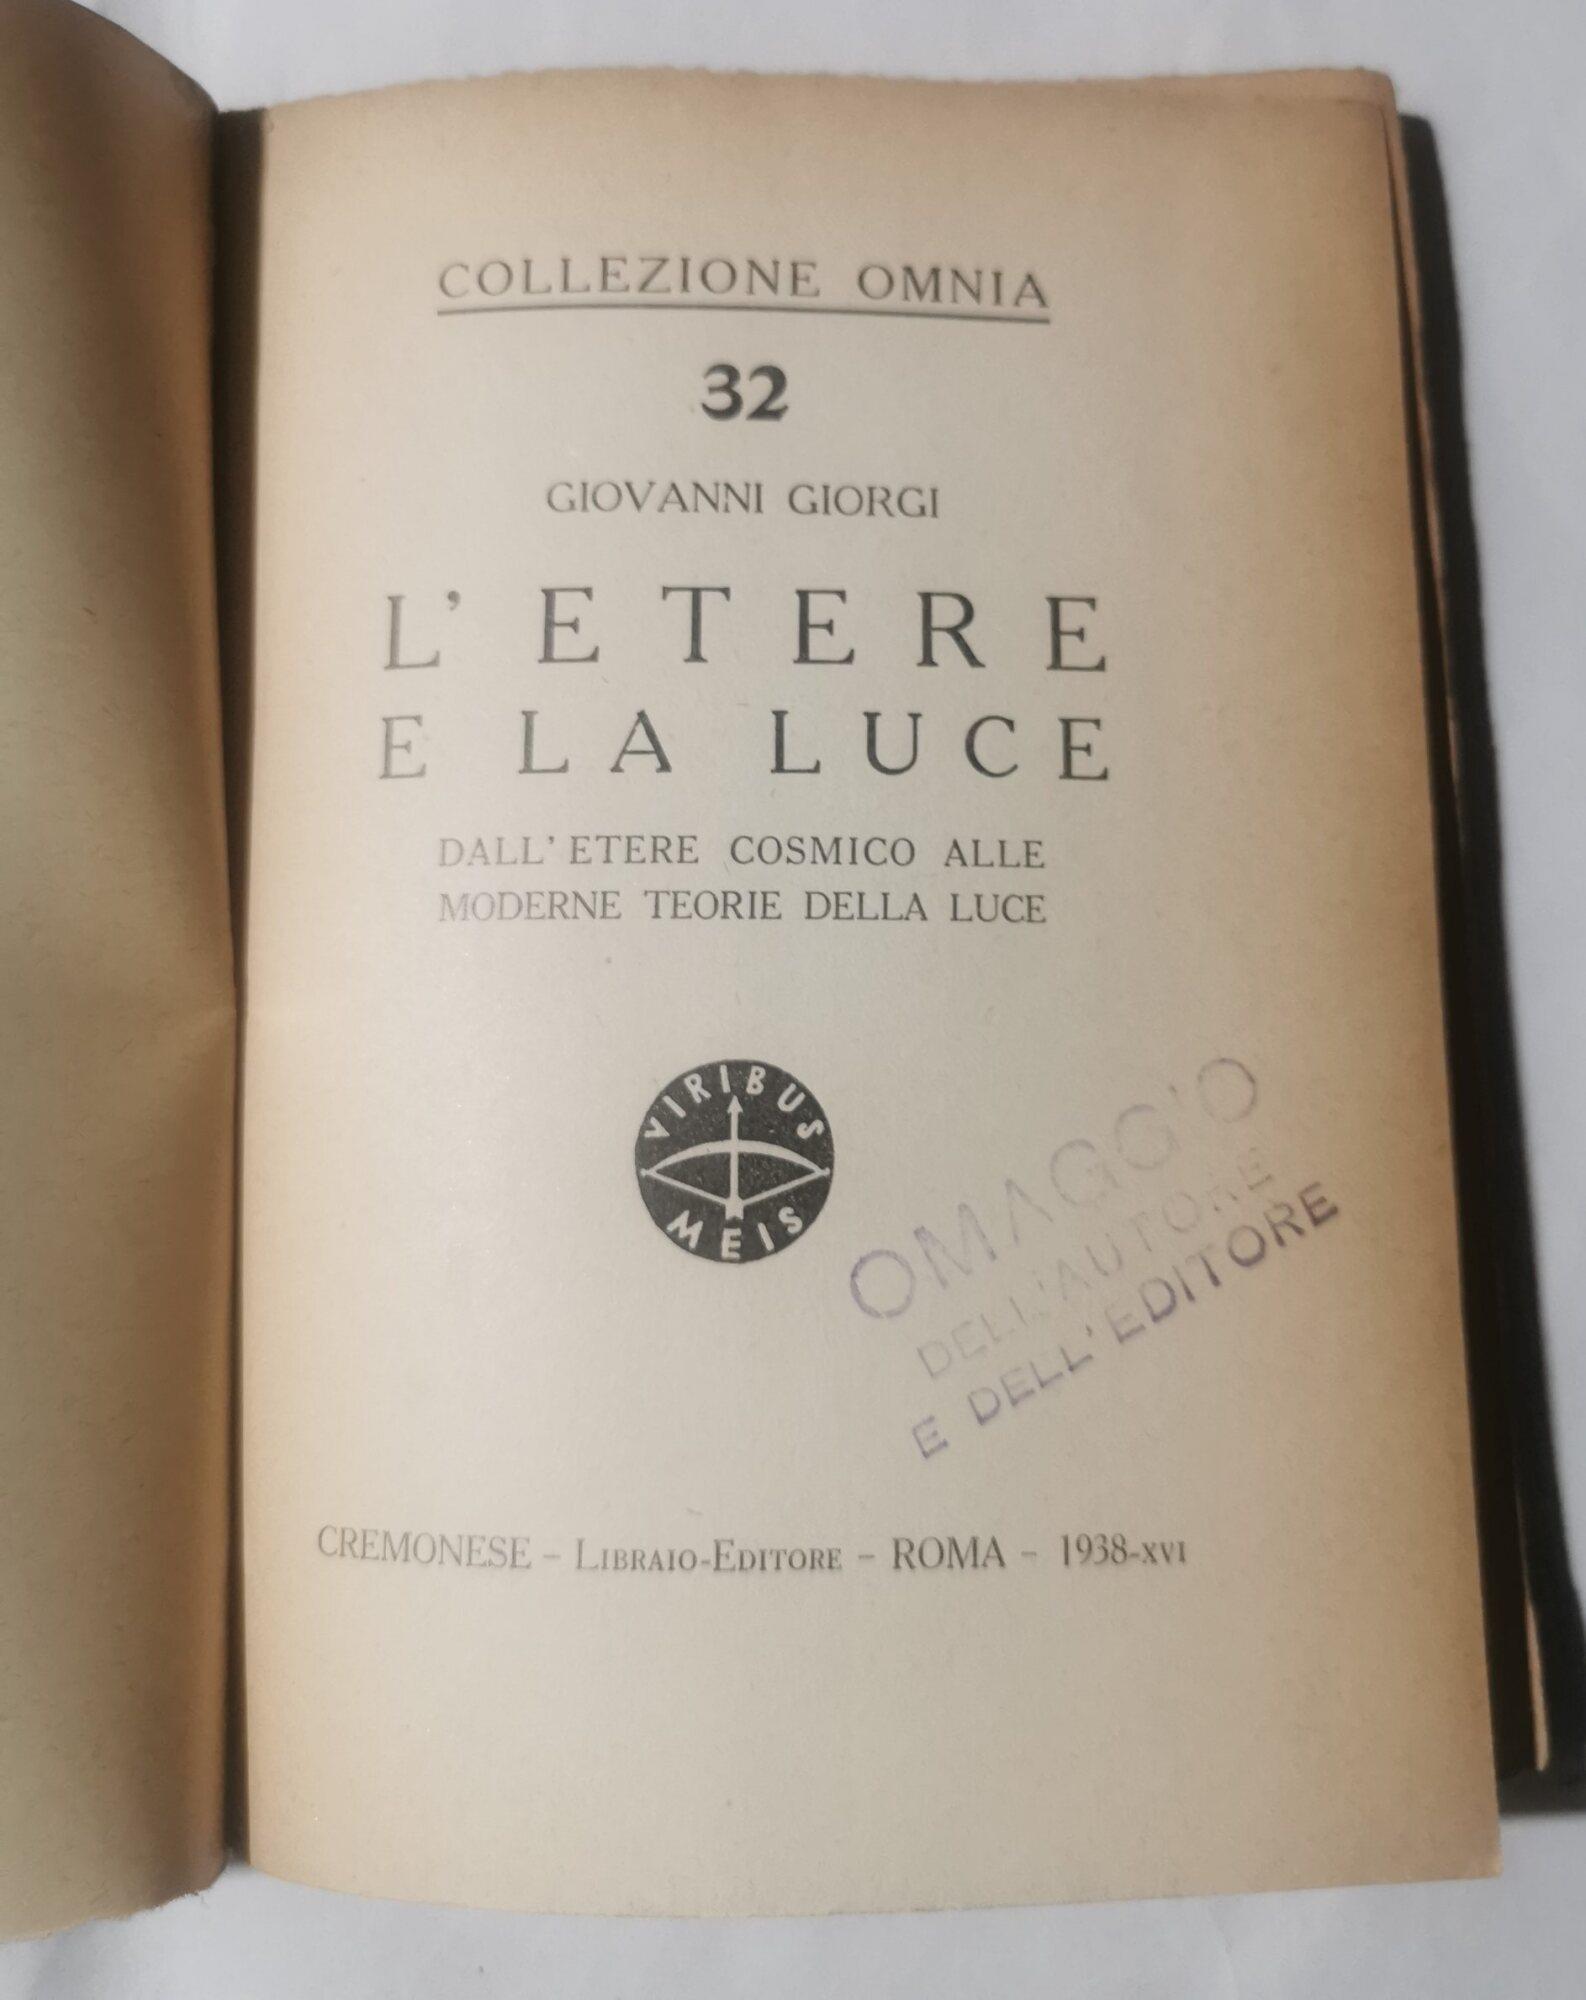 COLLEZIONE OMNIA
32
GIOVANNI GIORGI
L'ETERE
E LA LUCE
DALL'ETERE COSMICO ALLE
MODERNE TEORIE DELLA LUCE
VIRIBUS
MEIS
OMAGGIO
DELL'AUTORE
E DELL'EDITORE
CREMONESE – LIBRAIO-EDITORE – ROMA – 1938-XVI